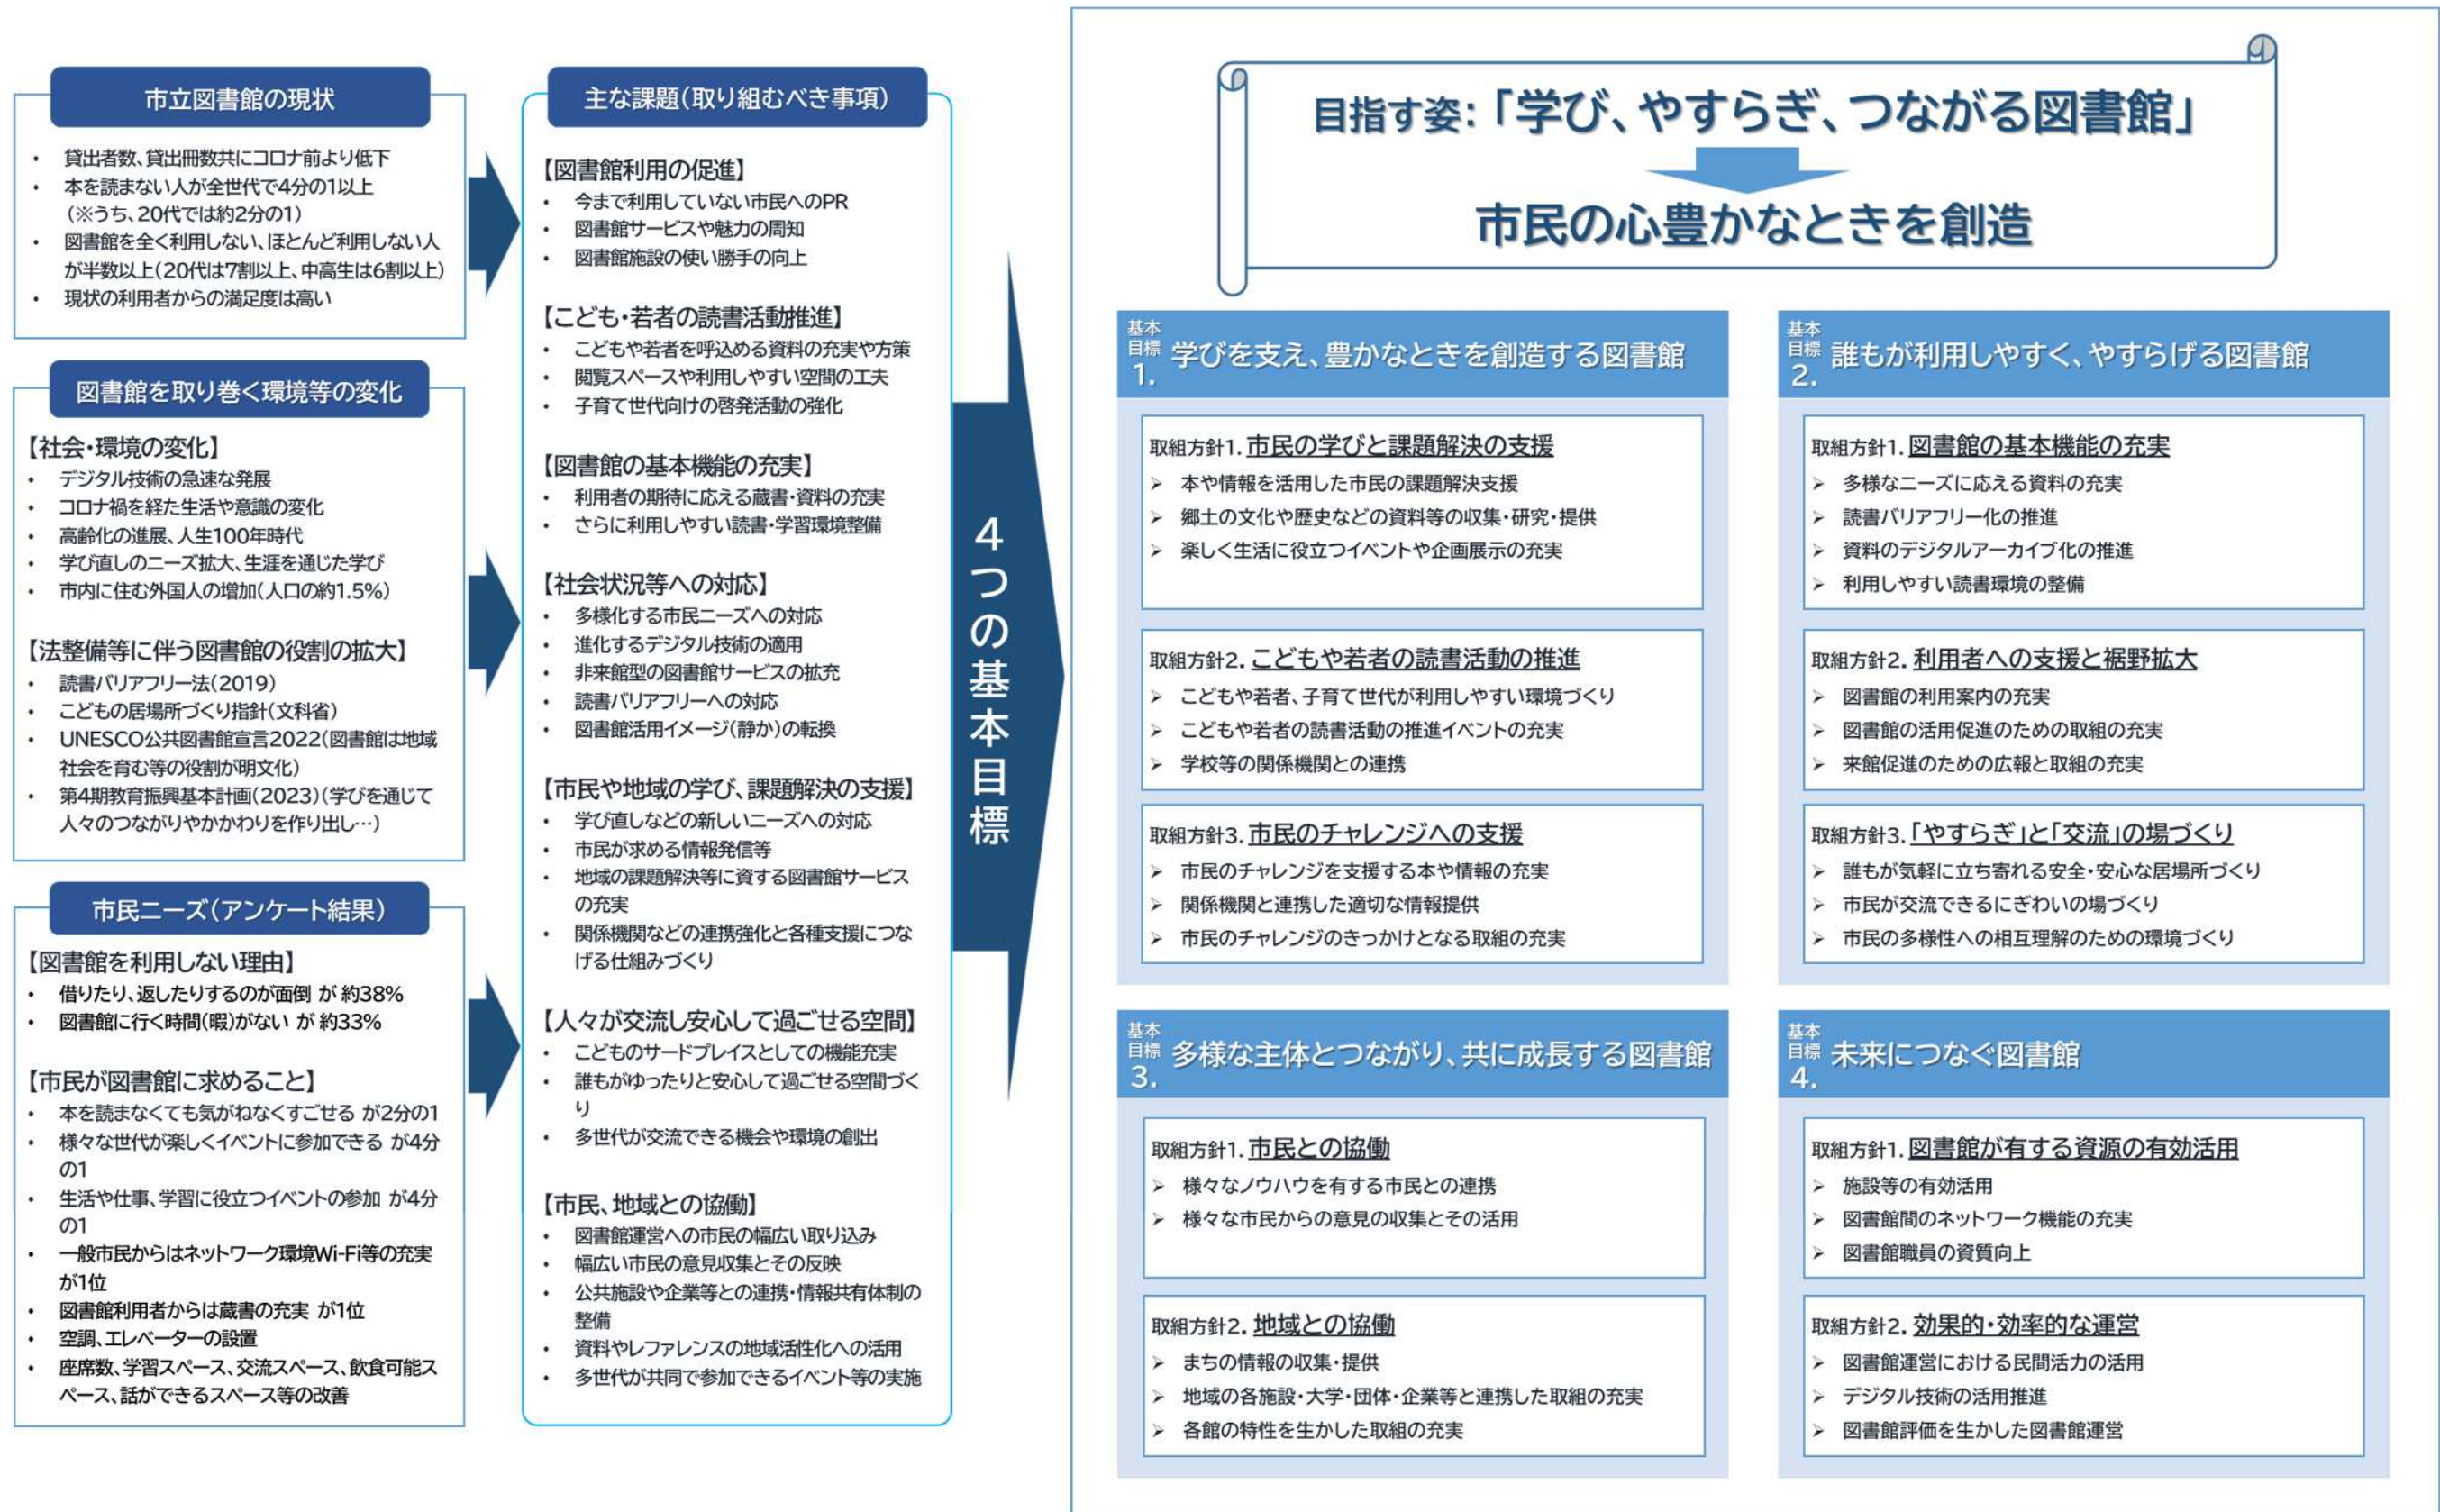 市立図書館の現状
・ 貸出者数、貸出冊数共にコロナ前より低下
・ 本を読まない人が全世代で4分の1以上
（※うち、20代では約2分の1）
・ 図書館を全く利用しない、ほとんど利用しない人
が半数以上（20代は7割以上、中高生は6割以上）
・ 現状の利用者からの満足度は高い
図書館を取り巻く環境等の変化
【社会・環境の変化】
・ デジタル技術の急速な発展
・ コロナ禍を経た生活や意識の変化
・ 高齢化の進展、人生100年時代
・ 学び直しのニーズ拡大、生涯を通じた学び
・ 市内に住む外国人の増加（人口の約1.5%）
【法整備等に伴う図書館の役割の拡大】
・ 読書バリアフリー法（2019）
・ こどもの居場所づくり指針（文科省）
・ UNESCO公共図書館宣言2022（図書館は地域
社会を育む等の役割が明文化）
・ 第4期教育振興基本計画（2023）（学びを通じて
人々のつながりやかかわりを作り出し…）
市民ニーズ（アンケート結果）
【図書館を利用しない理由】
・ 借りたり、返したりするのが面倒 が 約38%
・ 図書館に行く時間（暇）がない が 約33%
【市民が図書館に求めること】
・ 本を読まなくても気がねなくすごせる が2分の1
・ 様々な世代が楽しくイベントに参加できる が4分
の1
・ 生活や仕事、学習に役立つイベントの参加 が4分
の1
・ 一般市民からはネットワーク環境Wi-Fi等の充実
が1位
・ 図書館利用者からは蔵書の充実 が1位
・ 空調、エレベーターの設置
・ 座席数、学習スペース、交流スペース、飲食可能ス
ペース、話ができるスペース等の改善
主な課題（取り組むべき事項）
【図書館利用の促進】
・ 今まで利用していない市民へのPR
・ 図書館サービスや魅力の周知
・ 図書館施設の使い勝手の向上
【こども・若者の読書活動推進】
・ こどもや若者を呼込める資料の充実や方策
・ 閲覧スペースや利用しやすい空間の工夫
・ 子育て世代向けの啓発活動の強化
【図書館の基本機能の充実】
・ 利用者の期待に応える蔵書・資料の充実
・ さらに利用しやすい読書・学習環境整備
【社会状況等への対応】
・ 多様化する市民ニーズへの対応
・ 進化するデジタル技術の適用
・ 非来館型の図書館サービスの拡充
・ 読書バリアフリーへの対応
・ 図書館活用イメージ（静か）の転換
【市民や地域の学び、課題解決の支援】
・ 学び直しなどの新しいニーズへの対応
・ 市民が求める情報発信等
・ 地域の課題解決等に資する図書館サービス
の充実
・ 関係機関などの連携強化と各種支援につな
げる仕組みづくり
【人々が交流し安心して過ごせる空間】
・ こどものサードプレイスとしての機能充実
・ 誰もがゆったりと安心して過ごせる空間づく
り
・ 多世代が交流できる機会や環境の創出
【市民、地域との協働】
・ 図書館運営への市民の幅広い取り込み
・ 幅広い市民の意見収集とその反映
・ 公共施設や企業等との連携・情報共有体制の
整備
・ 資料やレファレンスの地域活性化への活用
・ 多世代が共同で参加できるイベント等の実施
4つの基本目標
目指す姿：「学び、やすらぎ、つながる図書館」
市民の心豊かなときを創造
基本目標1. 学びを支え、豊かなときを創造する図書館
取組方針1. 市民の学びと課題解決の支援
➢ 本や情報を活用した市民の課題解決支援
➢ 郷土の文化や歴史などの資料等の収集・研究・提供
➢ 楽しく生活に役立つイベントや企画展示の充実
取組方針2. こどもや若者の読書活動の推進
➢ こどもや若者、子育て世代が利用しやすい環境づくり
➢ こどもや若者の読書活動の推進イベントの充実
➢ 学校等の関係機関との連携
取組方針3. 市民のチャレンジへの支援
➢ 市民のチャレンジを支援する本や情報の充実
➢ 関係機関と連携した適切な情報提供
➢ 市民のチャレンジのきっかけとなる取組の充実
基本目標2. 誰もが利用しやすく、やすらげる図書館
取組方針1. 図書館の基本機能の充実
➢ 多様なニーズに応える資料の充実
➢ 読書バリアフリー化の推進
➢ 資料のデジタルアーカイブ化の推進
➢ 利用しやすい読書環境の整備
取組方針2. 利用者への支援と裾野拡大
➢ 図書館の利用案内の充実
➢ 図書館の活用促進のための取組の充実
➢ 来館促進のための広報と取組の充実
取組方針3. 「やすらぎ」と「交流」の場づくり
➢ 誰もが気軽に立ち寄れる安全・安心な居場所づくり
➢ 市民が交流できるにぎわいの場づくり
➢ 市民の多様性への相互理解のための環境づくり
基本目標3. 多様な主体とつながり、共に成長する図書館
取組方針1. 市民との協働
➢ 様々なノウハウを有する市民との連携
➢ 様々な市民からの意見の収集とその活用
取組方針2. 地域との協働
➢ まちの情報の収集・提供
➢ 地域の各施設・大学・団体・企業等と連携した取組の充実
➢ 各館の特性を生かした取組の充実
基本目標4. 未来につなぐ図書館
取組方針1. 図書館が有する資源の有効活用
➢ 施設等の有効活用
➢ 図書館間のネットワーク機能の充実
➢ 図書館職員の資質向上
取組方針2. 効果的・効率的な運営
➢ 図書館運営における民間活力の活用
➢ デジタル技術の活用推進
➢ 図書館評価を生かした図書館運営